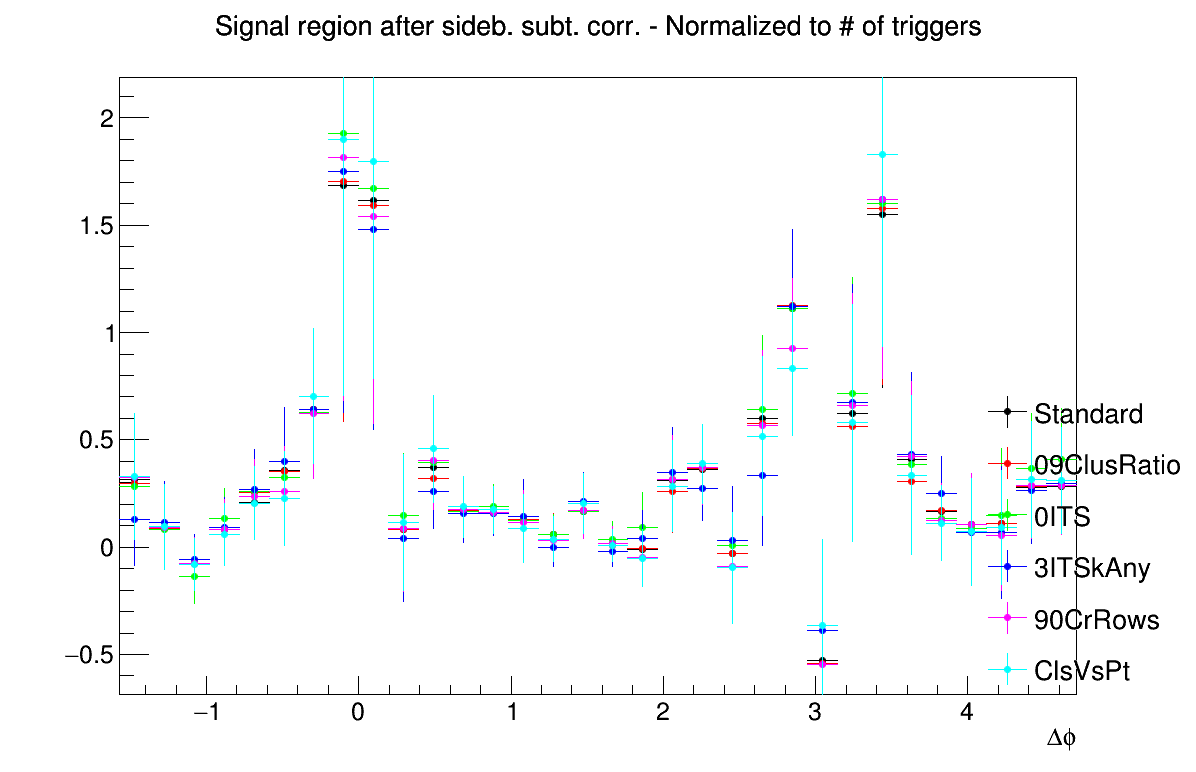 Signal region after sideb. subt. corr. - Normalized to # of triggers
2
1.5
1
0.5
0
−0.5
−1
0
1
2
3
4
Δϕ
Standard
09ClusRatio
0ITS
3ITSkAny
90CrRows
ClsVsPt